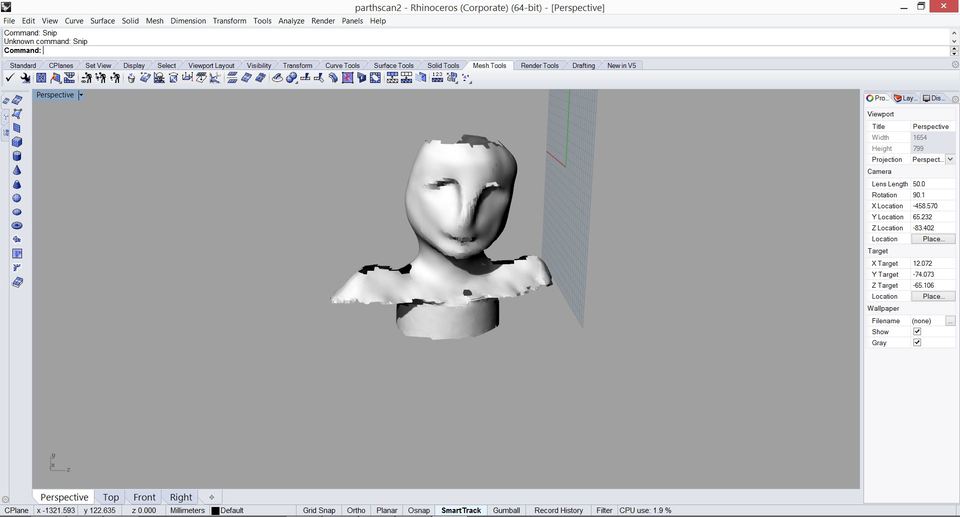 parthscan2 - Rhinoceros (Corporate) (64-bit) - [Perspective]
File Edit View Curve Surface Solid Mesh Dimension Transform Tools Analyze Render Panels Help
Command: Snip
Unknown command: Snip
Command:
Standard CPlanes Set View Display Select Viewport Layout Visibility Transform Curve Tools Surface Tools Solid Tools Mesh Tools Render Tools Drafting New in V5
Perspective
Pro... Lay... Dis...
Viewport
Title Perspective
Width 1654
Height 799
Projection Perspect...
Camera
Lens Length 50.0
Rotation 90.1
X Location -458.570
Y Location 65.232
Z Location -83.402
Location Place...
Target
X Target 12.072
Y Target -74.073
Z Target -65.106
Location Place...
Wallpaper
Filename (none) ...
Show
Gray
y
x
z
Perspective Top Front Right
CPlane x -1321.593 y 122.635 z 0.000 Millimeters Default Grid Snap Ortho Planar Osnap SmartTrack Gumball Record History Filter CPU use: 1.9 %